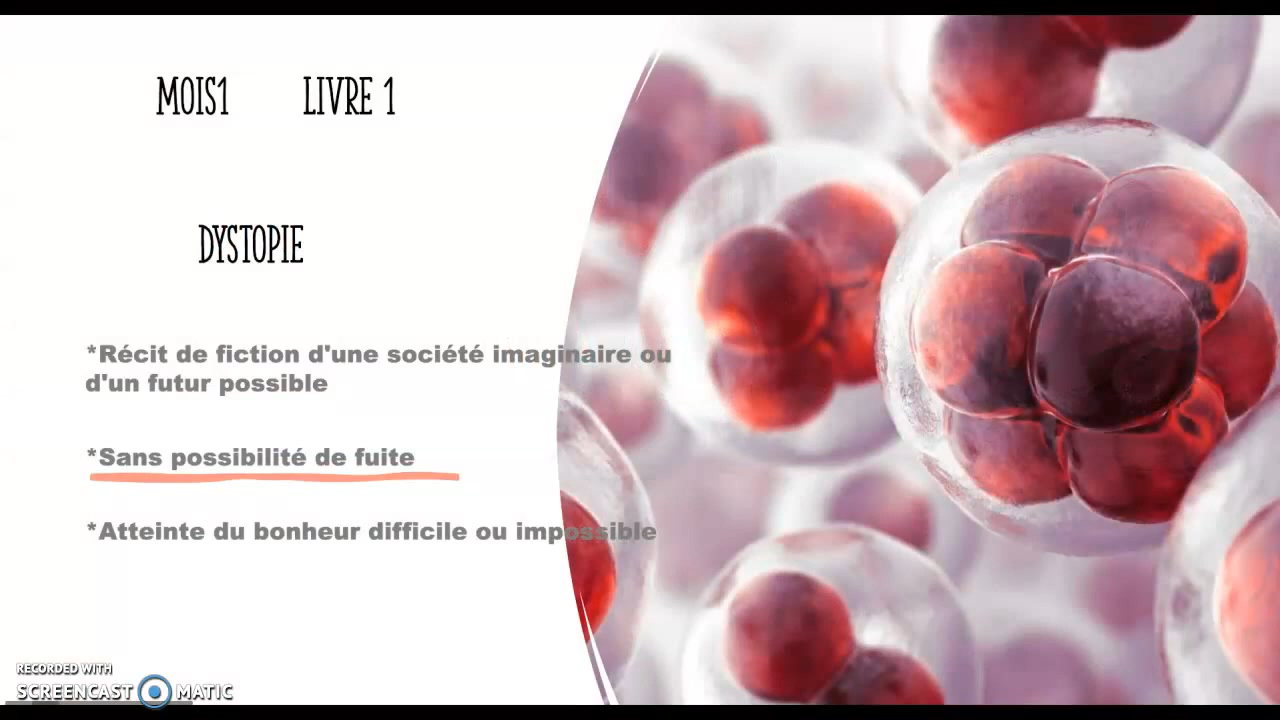 MOIS1 LIVRE 1
DYSTOPIE
*Récit de fiction d'une société imaginaire ou
d'un futur possible
*Sans possibilité de fuite
*Atteinte du bonheur difficile ou impossible
RECORDED WITH
SCREENCAST MATIC